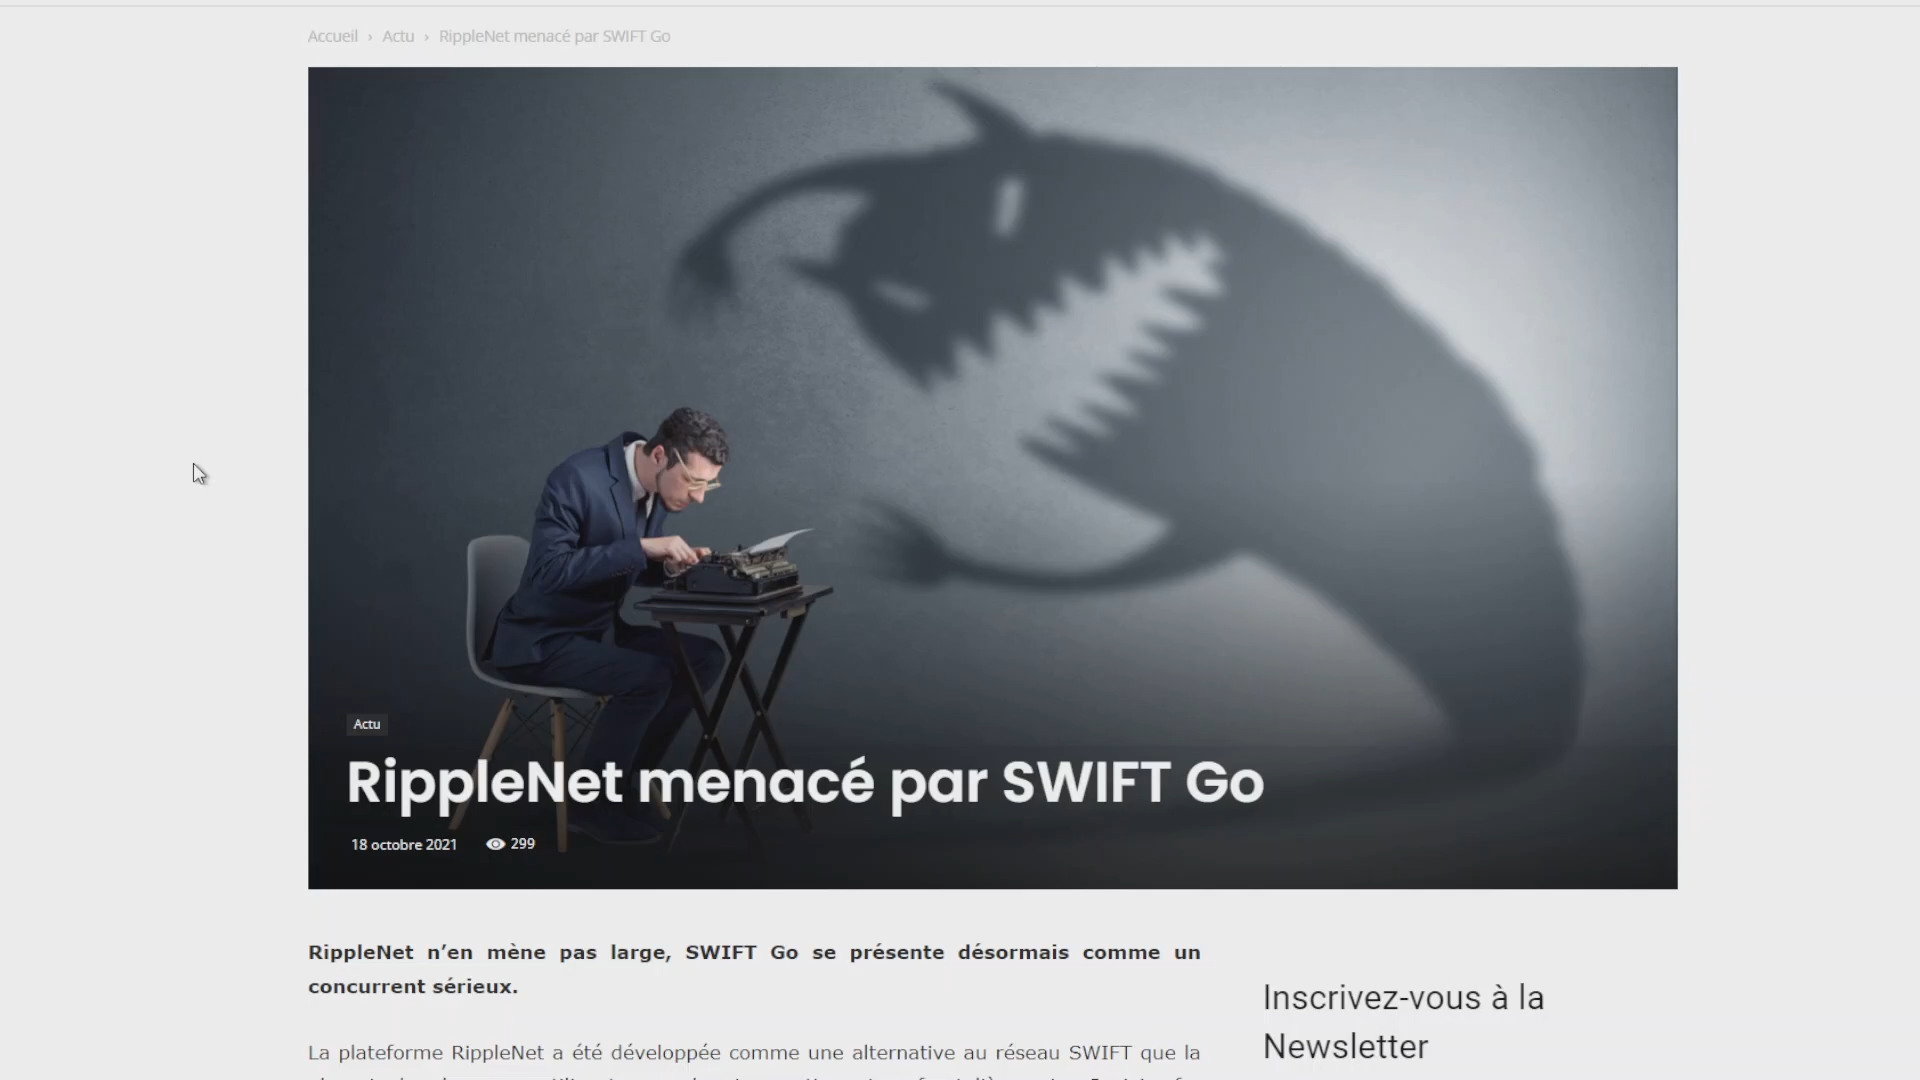 Accueil › Actu › RippleNet menacé par SWIFT Go
Actu
RippleNet menacé par SWIFT Go
18 octobre 2021 299
RippleNet n’en mène pas large, SWIFT Go se présente désormais comme un
concurrent sérieux.
Inscrivez-vous à la
Newsletter
La plateforme RippleNet a été développée comme une alternative au réseau SWIFT que la